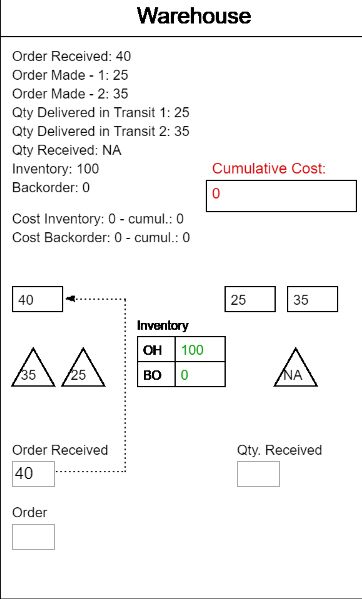 Warehouse
Order Received: 40
Order Made - 1: 25
Order Made - 2: 35
Qty Delivered in Transit 1: 25
Qty Delivered in Transit 2: 35
Qty Received: NA
Inventory: 100
Backorder: 0
Cumulative Cost:
0
Cost Inventory: 0 - cumul.: 0
Cost Backorder: 0 - cumul.: 0
40
25
35
Inventory
OH 100
BO 0
35
25
NA
Order Received
Qty. Received
40
Order